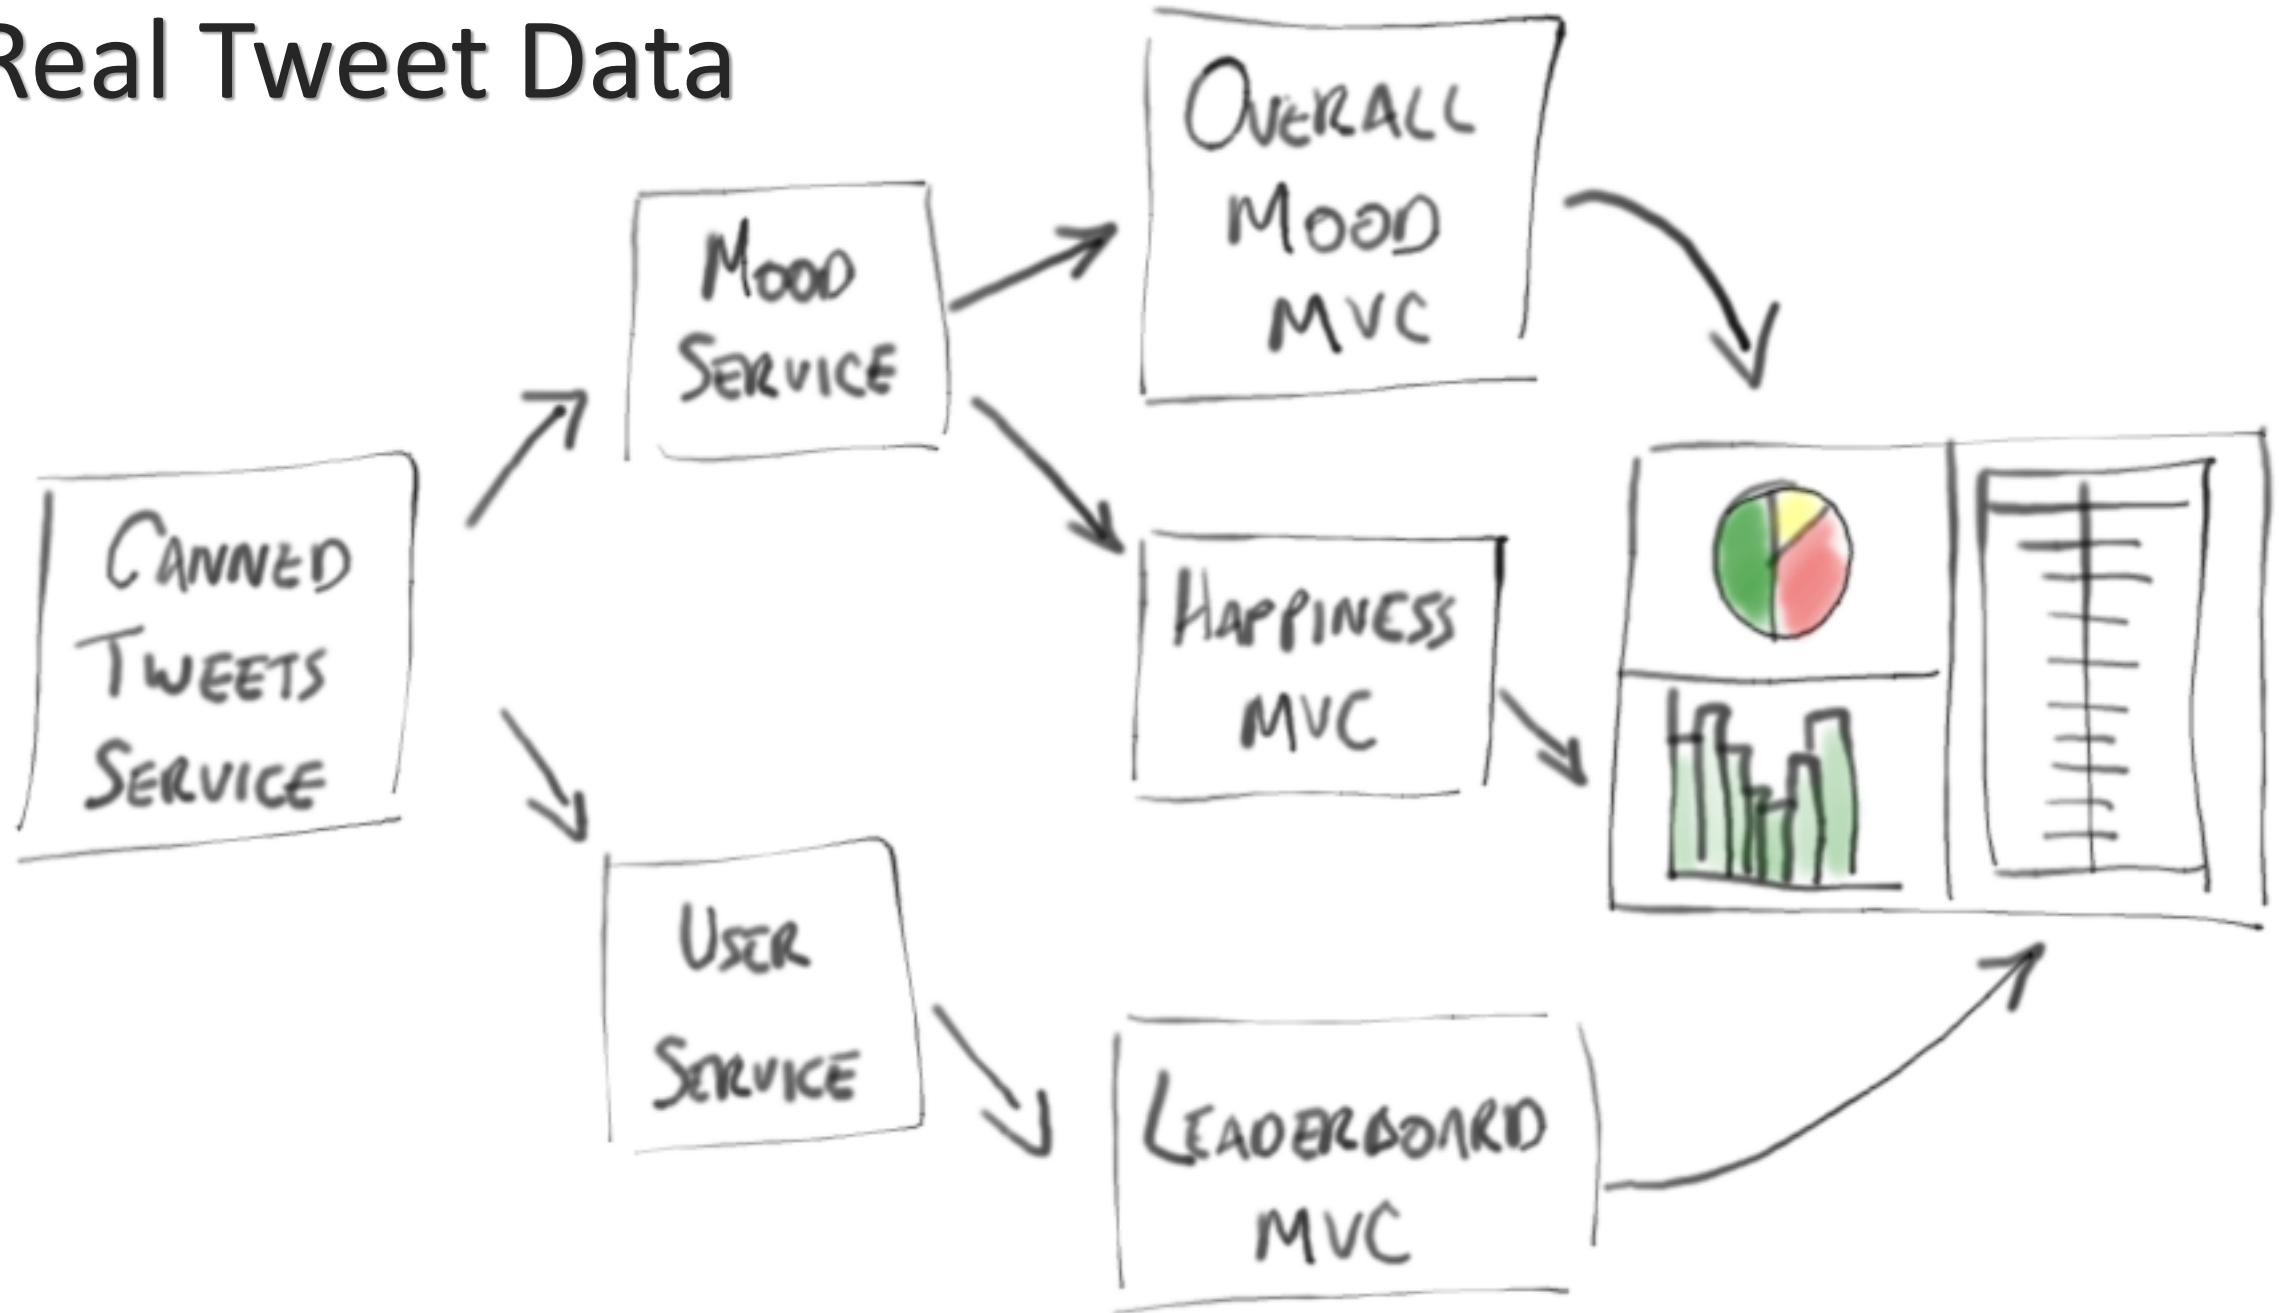 Real Tweet Data
OVERALL
MOOD
MVC
MOOD
SERVICE
CANNED
TWEETS
SERVICE
HAPPINESS
MVC
USER
SERVICE
LEADERBOARD
MVC